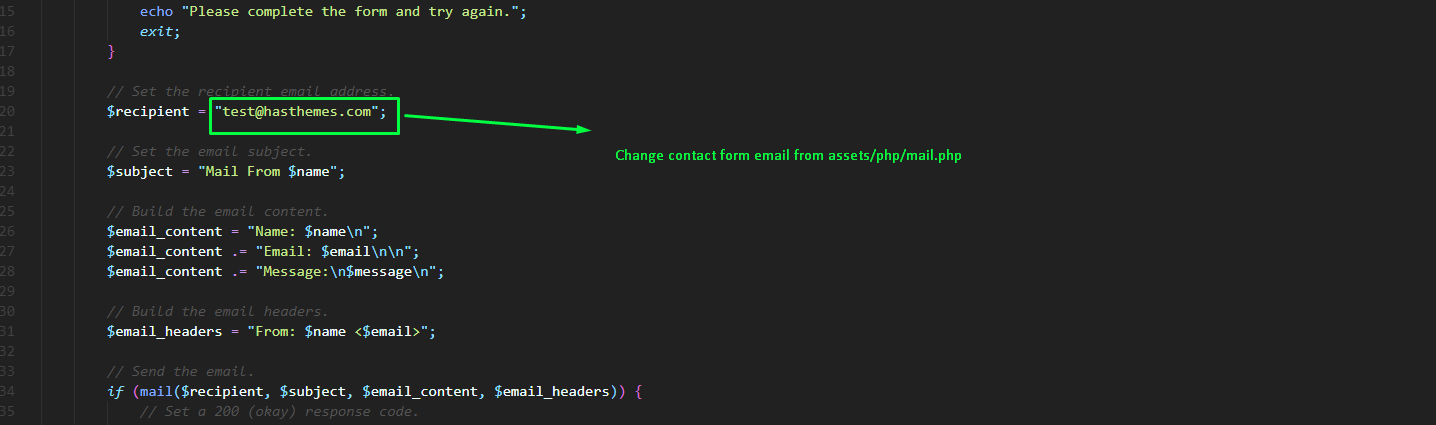 15 echo "Please complete the form and try again.";
16 exit;
17 }
18
19 // Set the recipient email address.
20 $recipient = "test@hasthemes.com";
21
Change contact form email from assets/php/mail.php
22 // Set the email subject.
23 $subject = "Mail From $name";
24
25 // Build the email content.
26 $email_content = "Name: $name\n";
27 $email_content .= "Email: $email\n\n";
28 $email_content .= "Message:\n$message\n";
29
30 // Build the email headers.
31 $email_headers = "From: $name <$email>";
32
33 // Send the email.
34 if (mail($recipient, $subject, $email_content, $email_headers)) {
35 // Set a 200 (okay) response code.